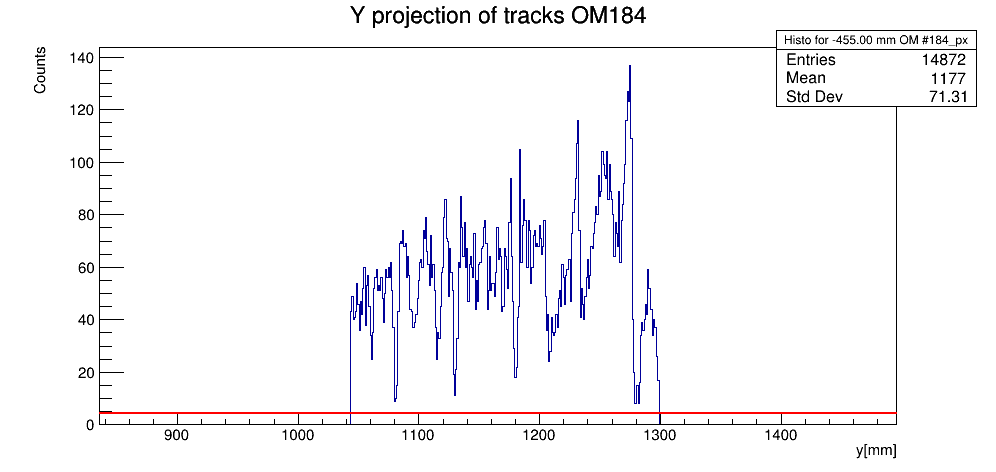 Y projection of tracks OM184
Histo for -455.00 mm OM #184_px
Entries 14872
Mean 1177
Std Dev 71.31
Counts
140
120
100
80
60
40
20
0
900 1000 1100 1200 1300 1400
y[mm]